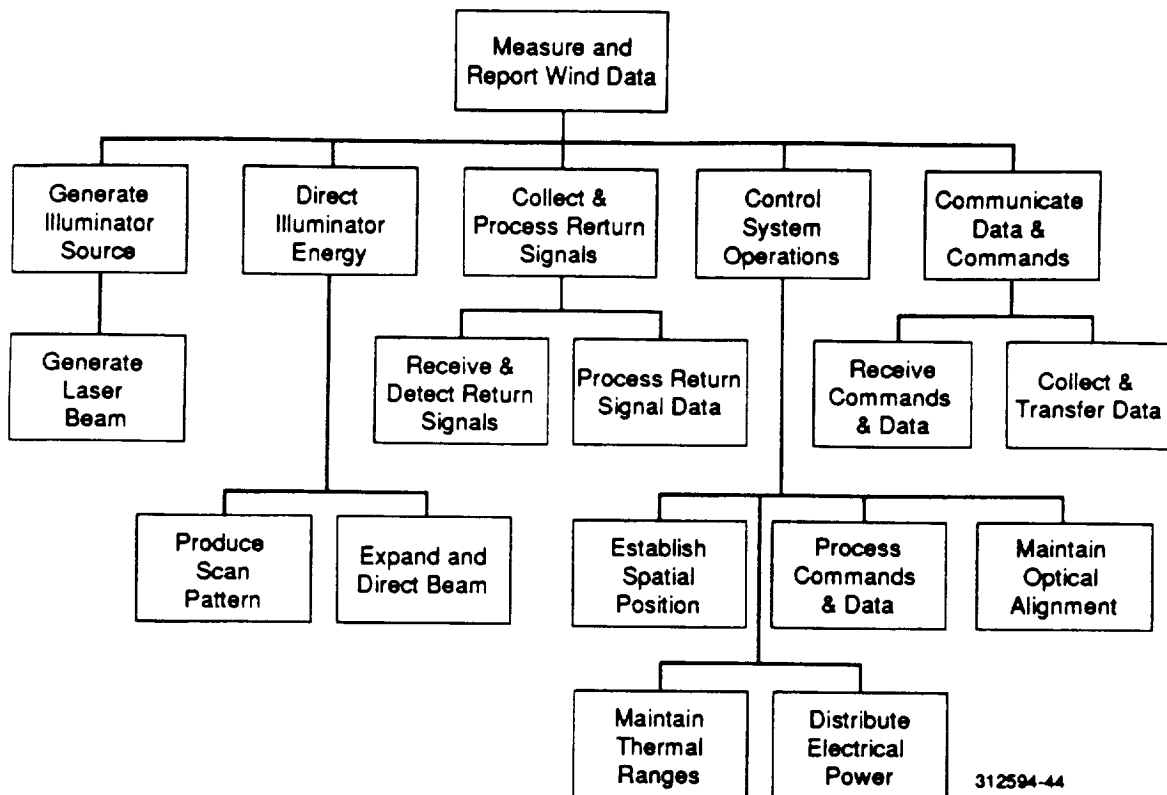 Measure and
Report Wind Data
Generate
Illuminator
Source
Direct
Illuminator
Energy
Collect &
Process Rerturn
Signals
Control
System
Operations
Communicate
Data &
Commands
Generate
Laser
Beam
Receive &
Detect Return
Signals
Process Return
Signal Data
Receive
Commands
& Data
Collect &
Transfer Data
Produce
Scan
Pattern
Expand and
Direct Beam
Establish
Spatial
Position
Process
Commands
& Data
Maintain
Optical
Alignment
Maintain
Thermal
Ranges
Distribute
Electrical
Power
312594-44